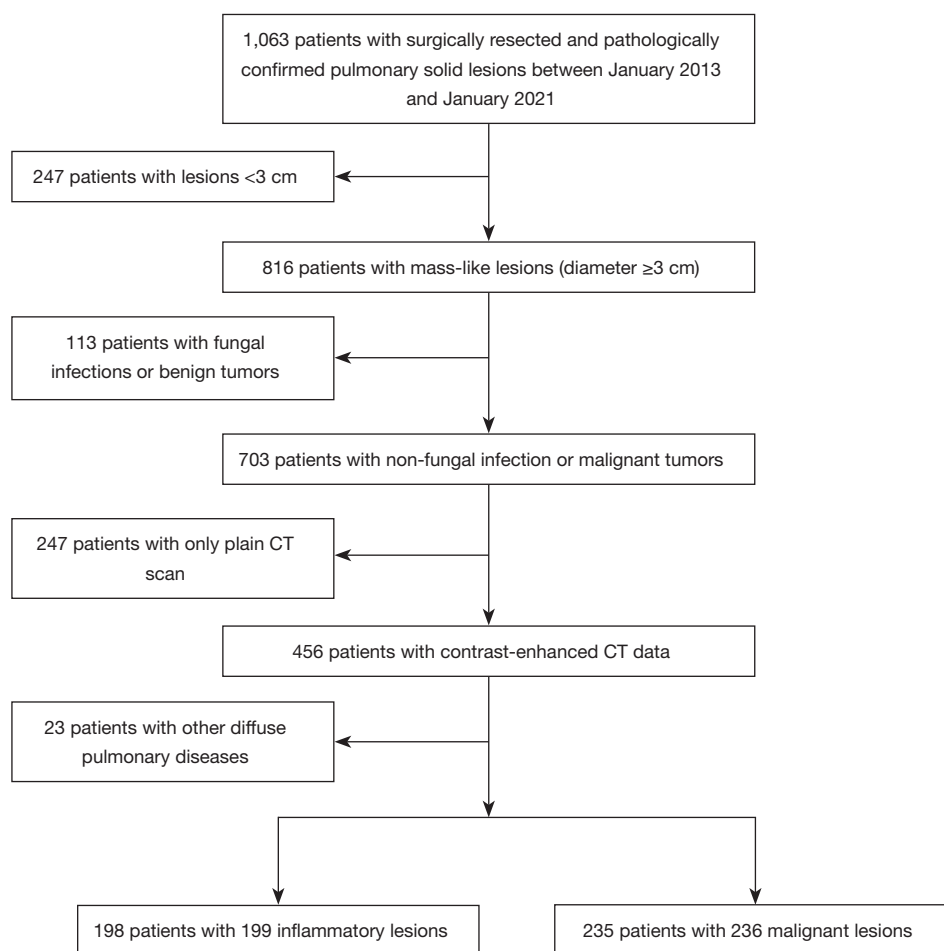 1,063 patients with surgically resected and pathologically
confirmed pulmonary solid lesions between January 2013
and January 2021
247 patients with lesions <3 cm
816 patients with mass-like lesions (diameter ≥3 cm)
113 patients with fungal
infections or benign tumors
703 patients with non-fungal infection or malignant tumors
247 patients with only plain CT
scan
456 patients with contrast-enhanced CT data
23 patients with other diffuse
pulmonary diseases
198 patients with 199 inflammatory lesions
235 patients with 236 malignant lesions